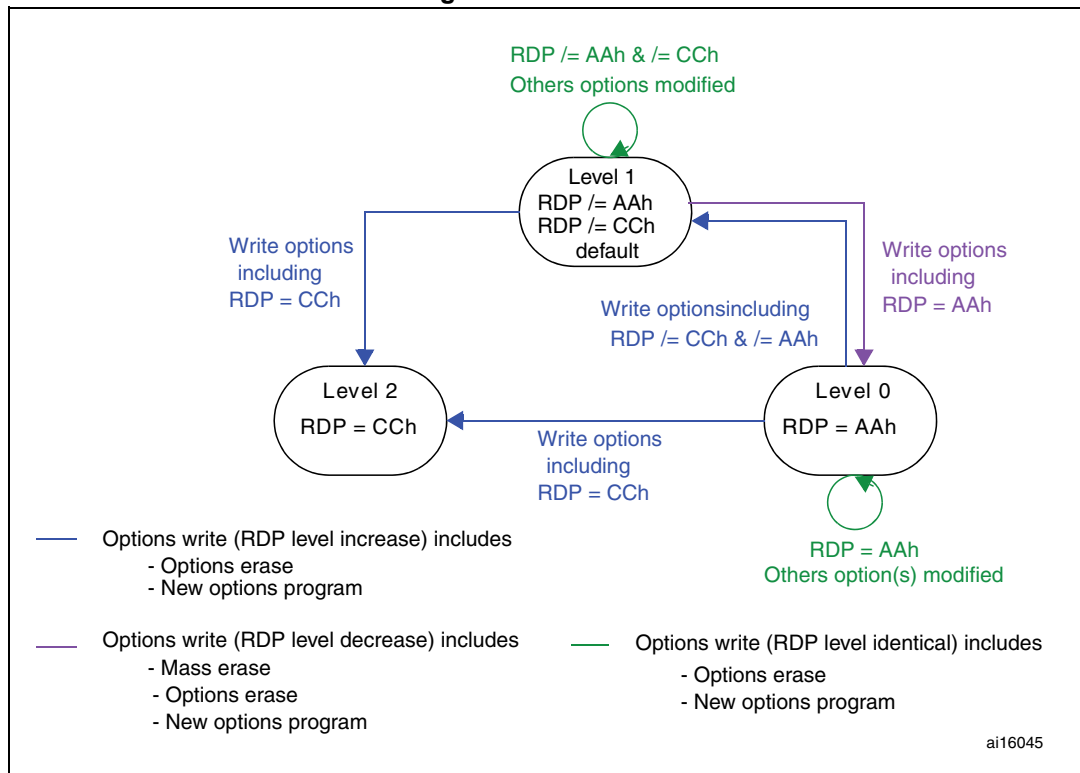 RDP /= AAh & /= CCh
Others options modified
Level 1
RDP /= AAh
RDP /= CCh
default
Write options
including
RDP = CCh
Write options
including
RDP = AAh
Write optionsincluding
RDP /= CCh & /= AAh
Level 2
RDP = CCh
Level 0
RDP = AAh
Write options
including
RDP = CCh
RDP = AAh
Others option(s) modified
Options write (RDP level increase) includes
- Options erase
- New options program
Options write (RDP level decrease) includes
- Mass erase
- Options erase
- New options program
Options write (RDP level identical) includes
- Options erase
- New options program
ai16045